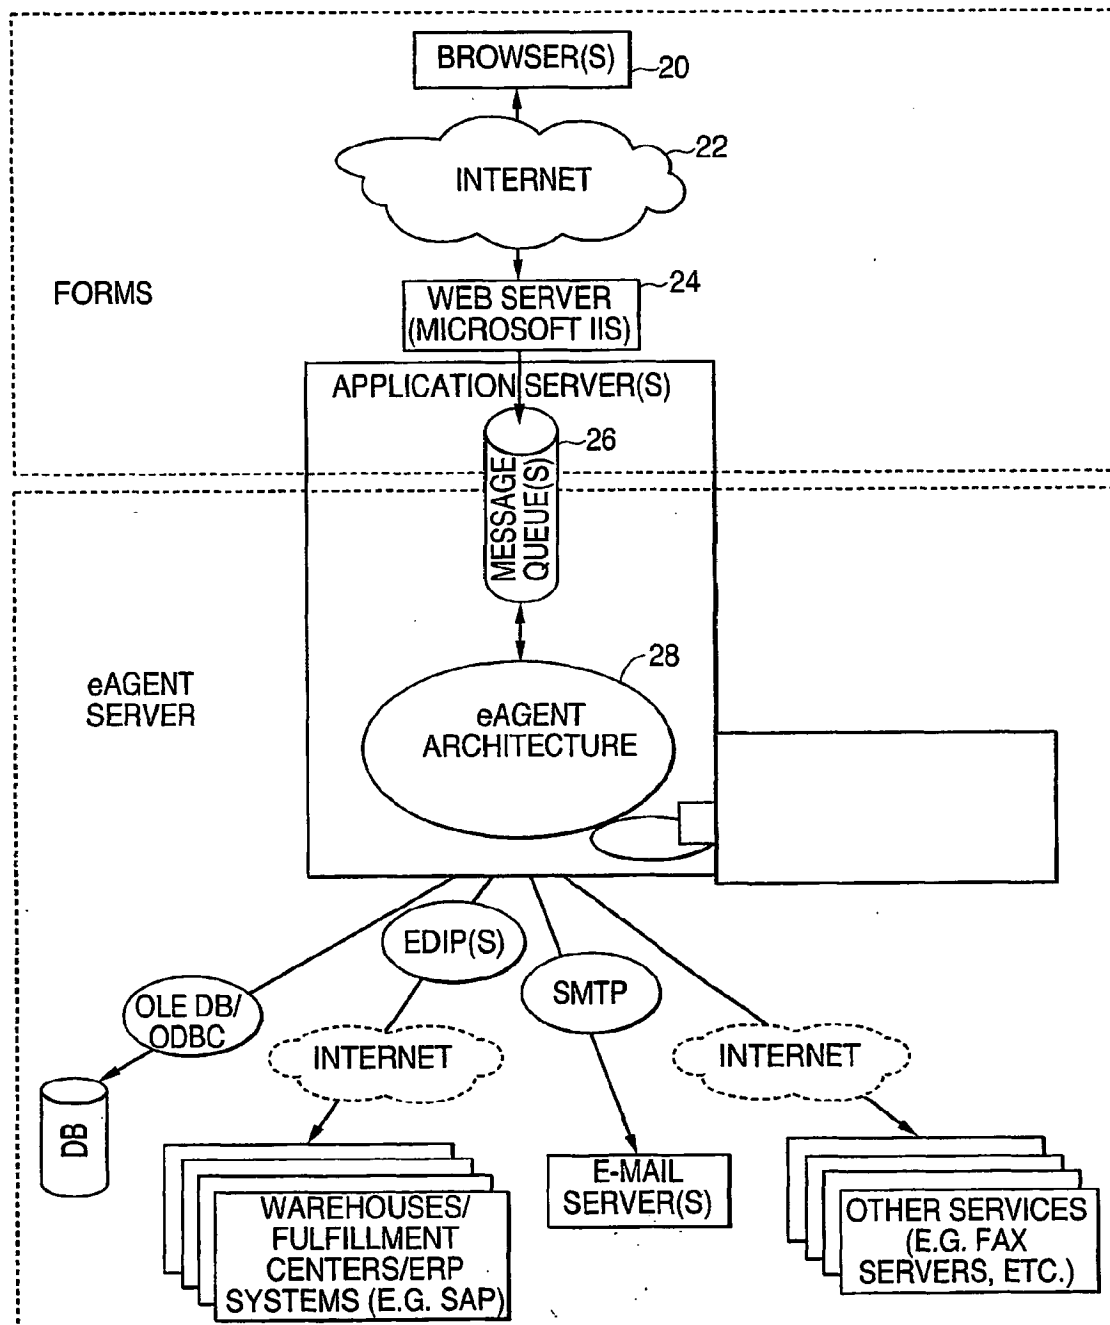 BROWSER(S)
20
22
INTERNET
FORMS
24
WEB SERVER
(MICROSOFT IIS)
APPLICATION SERVER(S)
26
MESSAGE
QUEUE(S)
28
eAGENT
SERVER
eAGENT
ARCHITECTURE
EDIP(S)
SMTP
OLE DB/
ODBC
INTERNET
INTERNET
DB
WAREHOUSES/
FULFILLMENT
CENTERS/ERP
SYSTEMS (E.G. SAP)
E-MAIL
SERVER(S)
OTHER SERVICES
(E.G. FAX
SERVERS, ETC.)